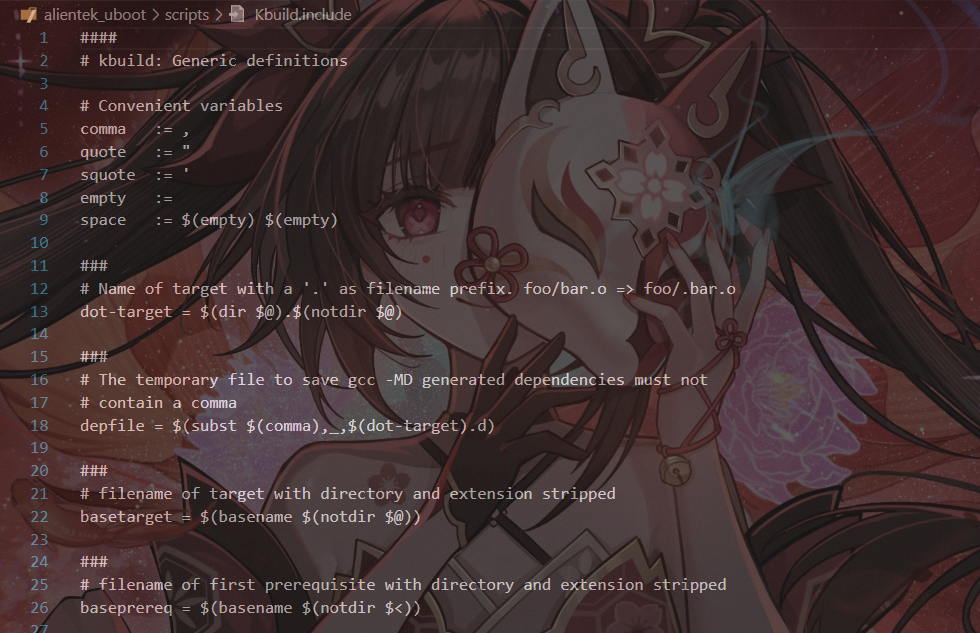 alientek_uboot > scripts > Kbuild.include
1 ####
2 # kbuild: Generic definitions
3
4 # Convenient variables
5 comma   := ,
6 quote   := "
7 squote  := '
8 empty   :=
9 space   := $(empty) $(empty)
10
11 ###
12 # Name of target with a '.' as filename prefix. foo/bar.o => foo/.bar.o
13 dot-target = $(dir $@).$(notdir $@)
14
15 ###
16 # The temporary file to save gcc -MD generated dependencies must not
17 # contain a comma
18 depfile = $(subst $(comma),_,$(dot-target).d)
19
20 ###
21 # filename of target with directory and extension stripped
22 basetarget = $(basename $(notdir $@))
23
24 ###
25 # filename of first prerequisite with directory and extension stripped
26 baseprereq = $(basename $(notdir $<))
27